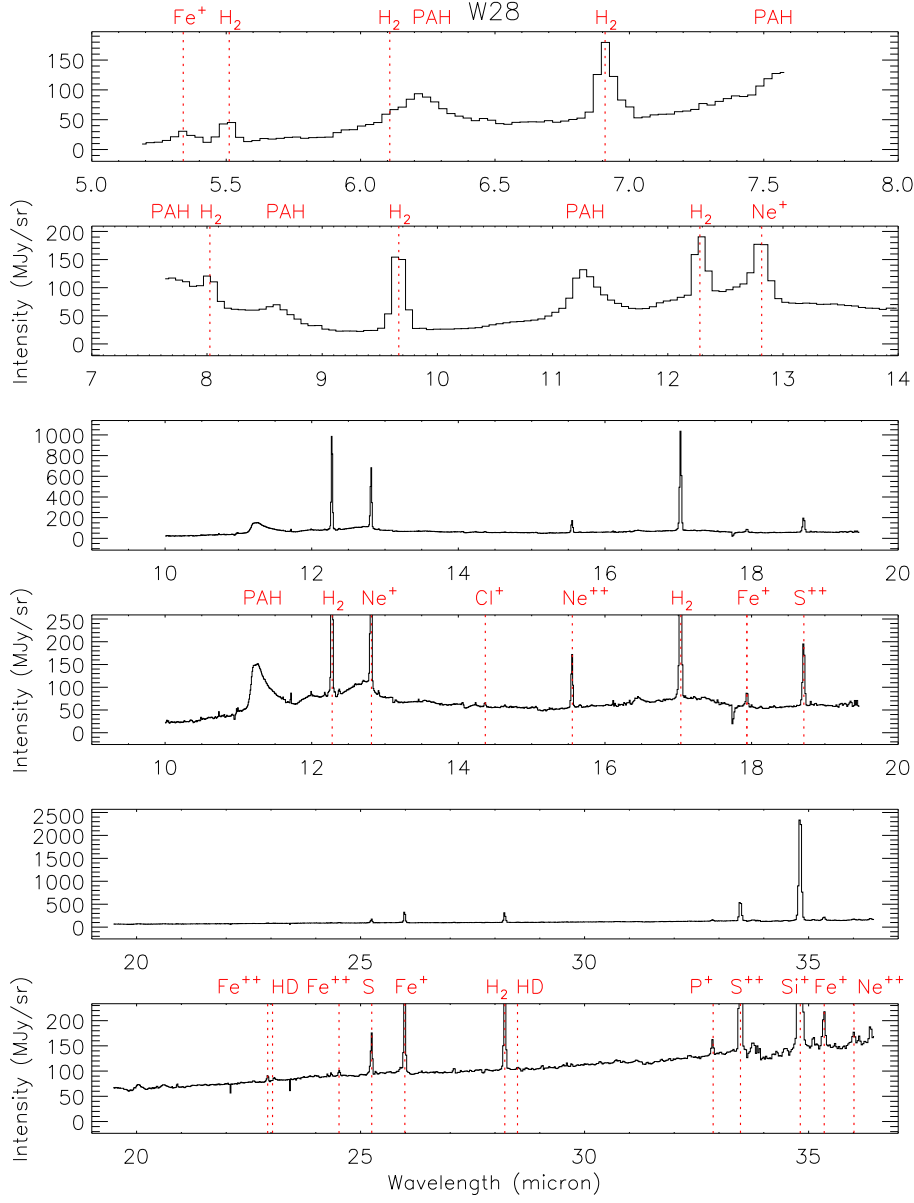 W28
Fe⁺ H₂ H₂ PAH H₂ PAH
150
100
50
0
5.0 5.5 6.0 6.5 7.0 7.5 8.0
PAH H₂ PAH H₂ PAH H₂ Ne⁺
Intensity (MJy/sr)
200
150
100
50
0
7 8 9 10 11 12 13 14
1000
800
600
400
200
0
10 12 14 16 18 20
PAH H₂ Ne⁺ Cl⁺ Ne⁺⁺ H₂ Fe⁺ S⁺⁺
Intensity (MJy/sr)
250
200
150
100
50
0
10 12 14 16 18 20
2500
2000
1500
1000
500
0
20 25 30 35
Fe⁺⁺ HD Fe⁺⁺ S Fe⁺ H₂ HD P⁺ S⁺⁺ Si⁺ Fe⁺ Ne⁺⁺
Intensity (MJy/sr)
200
150
100
50
0
20 25 30 35
Wavelength (micron)